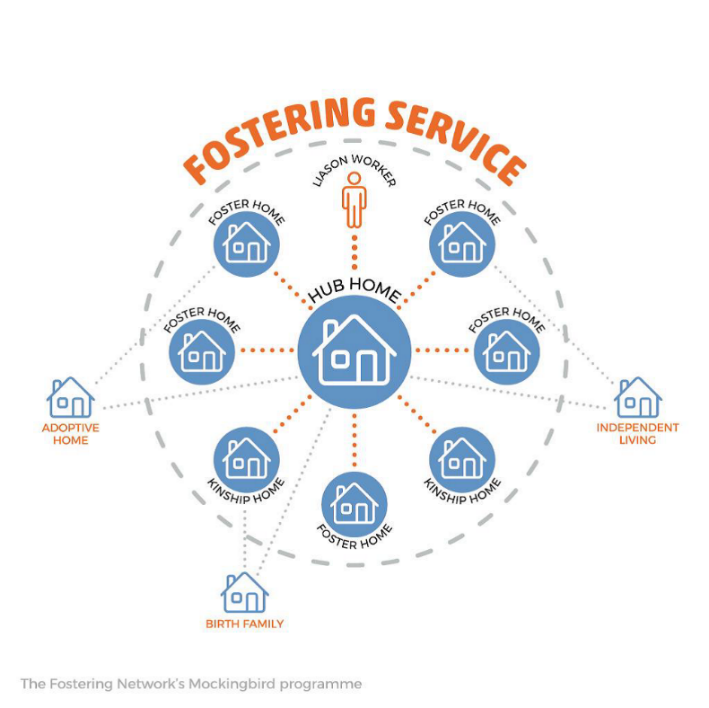 FOSTERING SERVICE
LIASON WORKER
FOSTER HOME
FOSTER HOME
HUB HOME
FOSTER HOME
FOSTER HOME
ADOPTIVE
HOME
INDEPENDENT
LIVING
KINSHIP HOME
KINSHIP HOME
FOSTER HOME
BIRTH FAMILY
The Fostering Network's Mockingbird programme